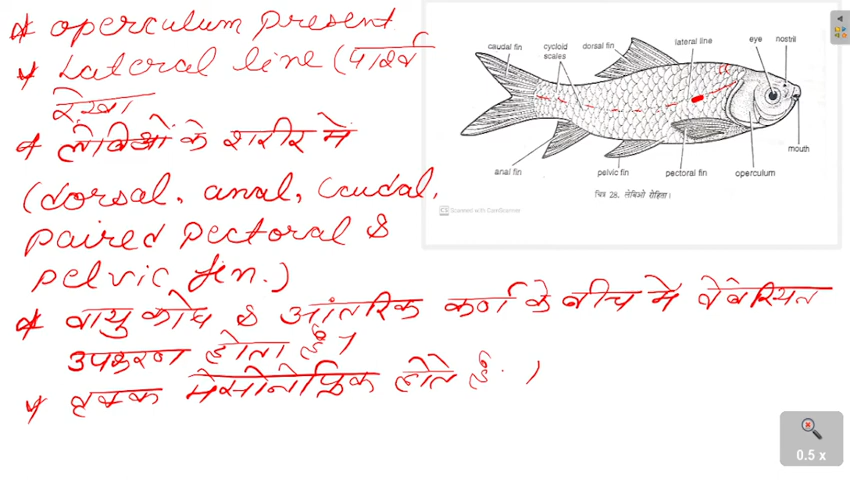 operculum present
Lateral line (पार्श्व
रेखा
लेबियो के शरीर में
(dorsal, anal, caudal,
paired pectoral &
pelvic fin.)
वायु कोष & आंतरिक कर्ण के बीच में वेबेरियन
उपकरण होता है।
वृक्क मेसोनेफ्रिक होते है.।
caudal fin
cycloid scales
dorsal fin
lateral line
eye
nostril
anal fin
pelvic fin
pectoral fin
operculum
mouth
चित्र 28. लेबिओ रोहिता।
CS Scanned with CamScanner
0.5 x